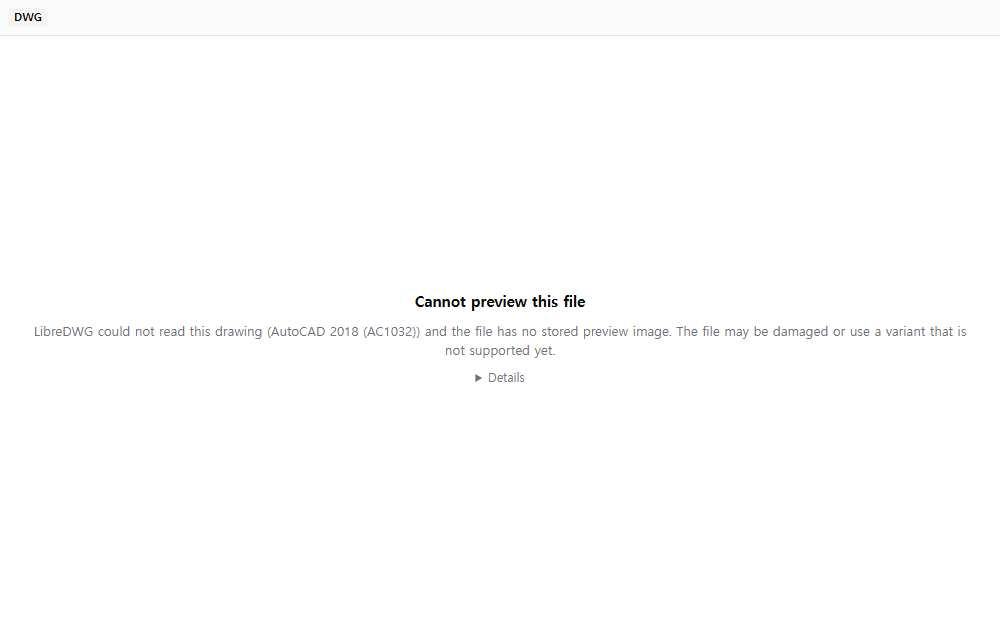 DWG
Cannot preview this file
LibreDWG could not read this drawing (AutoCAD 2018 (AC1032)) and the file has no stored preview image. The file may be damaged or use a variant that is
not supported yet.
▶ Details